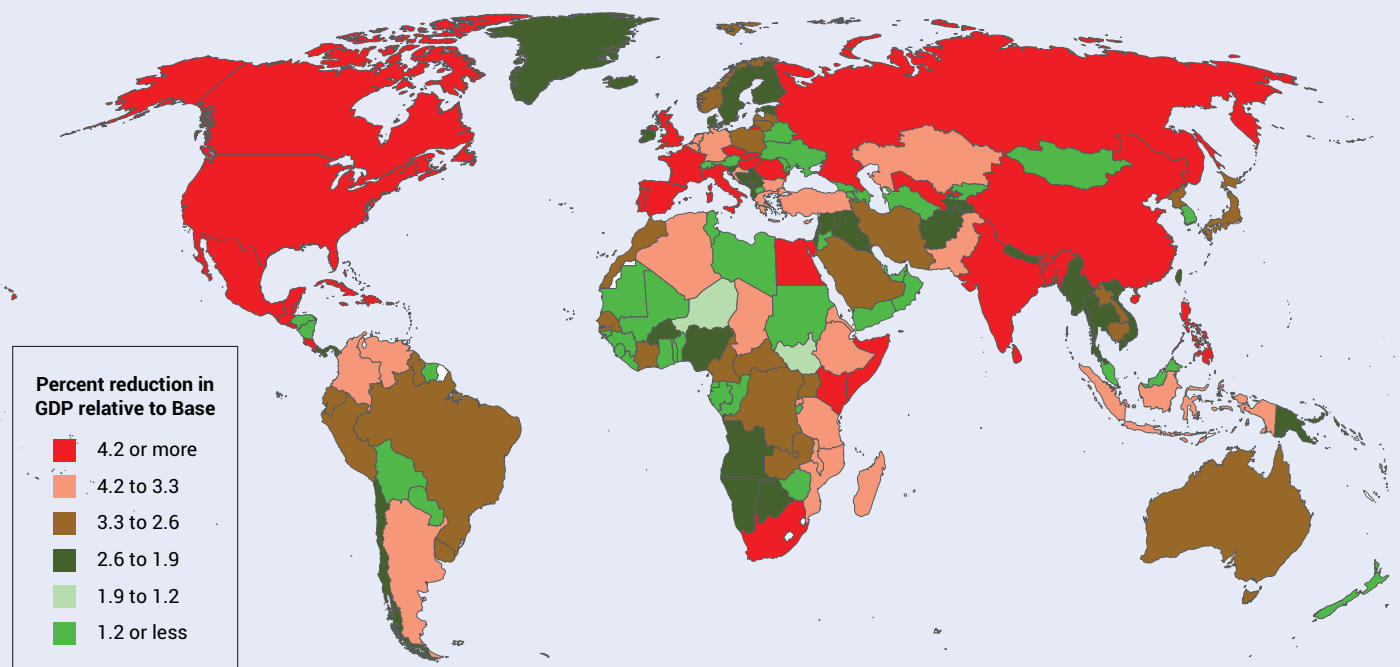 Percent reduction in
GDP relative to Base
4.2 or more
4.2 to 3.3
3.3 to 2.6
2.6 to 1.9
1.9 to 1.2
1.2 or less